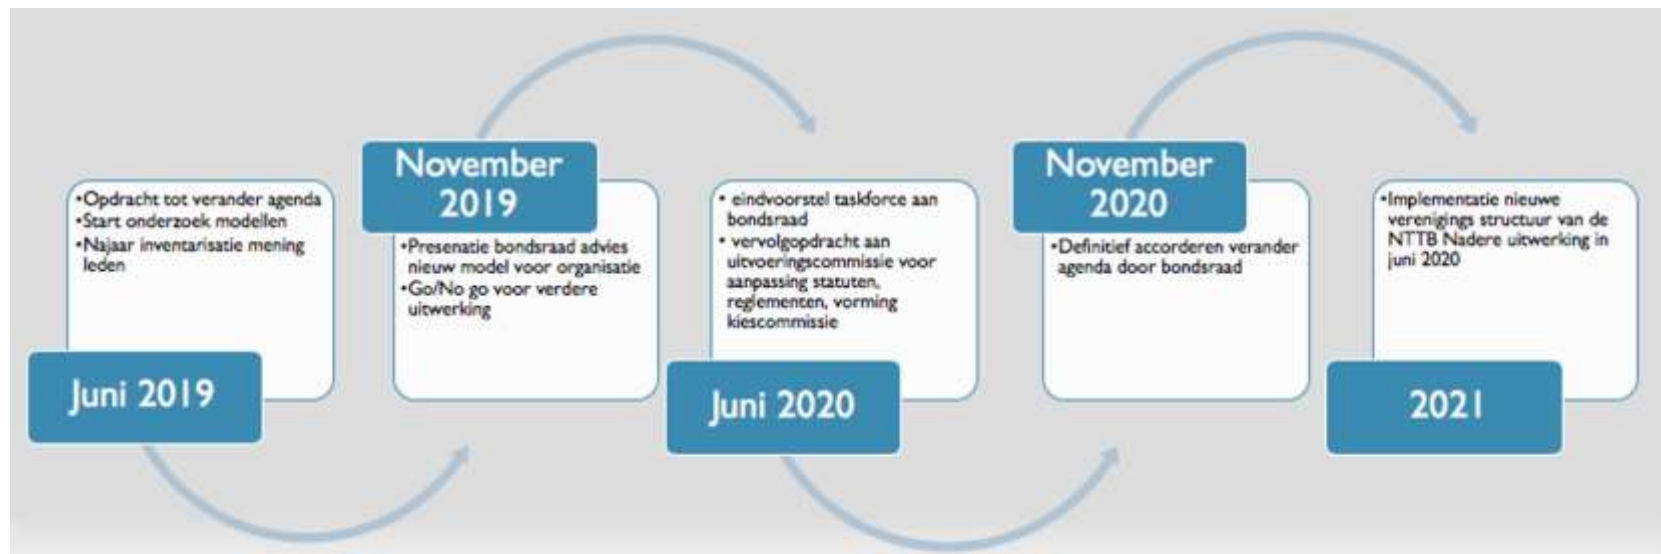 •Opdracht tot verander agenda
•Start onderzoek modellen
•Najaar inventarisatie mening
leden
Juni 2019
November
2019
•Presenatie bondsraad advies
nieuw model voor organisatie
•Go/No go voor verdere
uitwerking
• eindvoorstel taskforce aan
bondsraad
• vervolgopdracht aan
uitvoeringscommissie voor
aanpassing statuten,
reglementen, vorming
kiescommissie
Juni 2020
November
2020
•Definitief accorderen verander
agenda door bondsraad
•Implementatie nieuwe
verenigings structuur van de
NTTB Nadere uitwerking in
juni 2020
2021